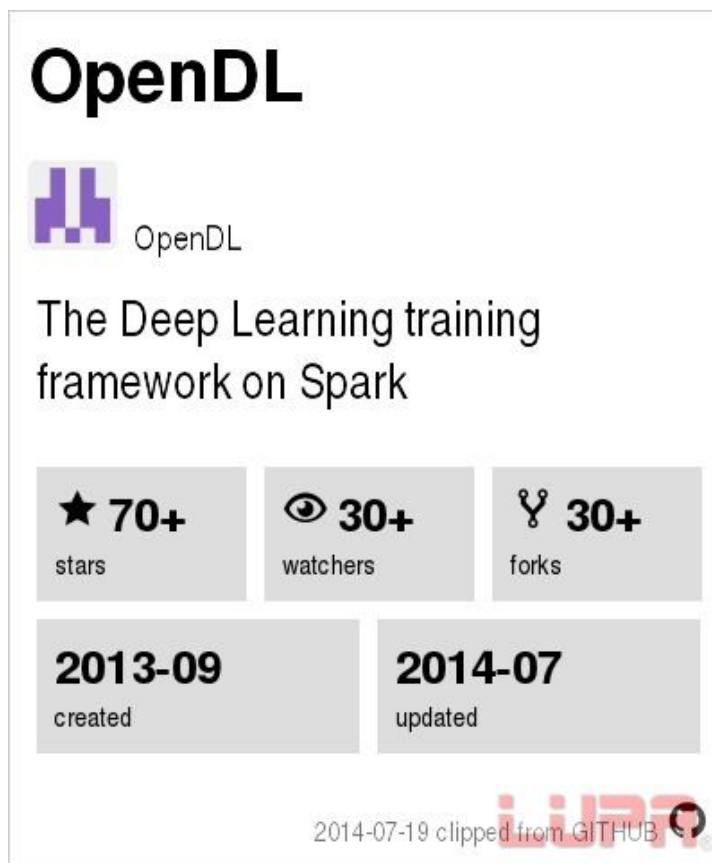 OpenDL
OpenDL
The Deep Learning training
framework on Spark
70+
stars
30+
watchers
30+
forks
2013-09
created
2014-07
updated
2014-07-19 clipped from GITHUB
LUPA